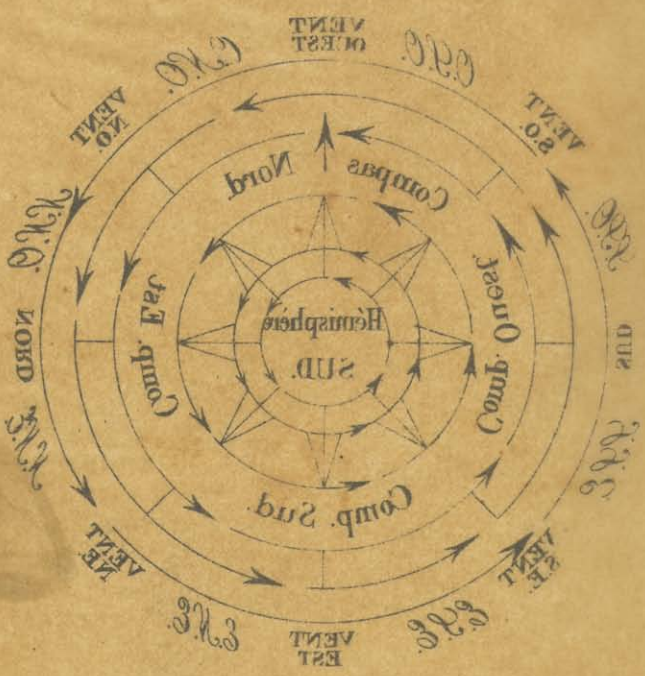 VENT
OUEST
O.S.O.
VENT
S.O.
S.S.O.
SUD
S.S.E.
VENT
S.E.
E.S.E.
VENT
EST
E.N.E.
VENT
NE.
N.N.E.
NORD
N.N.O.
VENT
N.O.
O.N.O.
Compas Nord.
Comp. Ouest.
Comp. Sud.
Comp. Est.
Hémisphère
SUD.